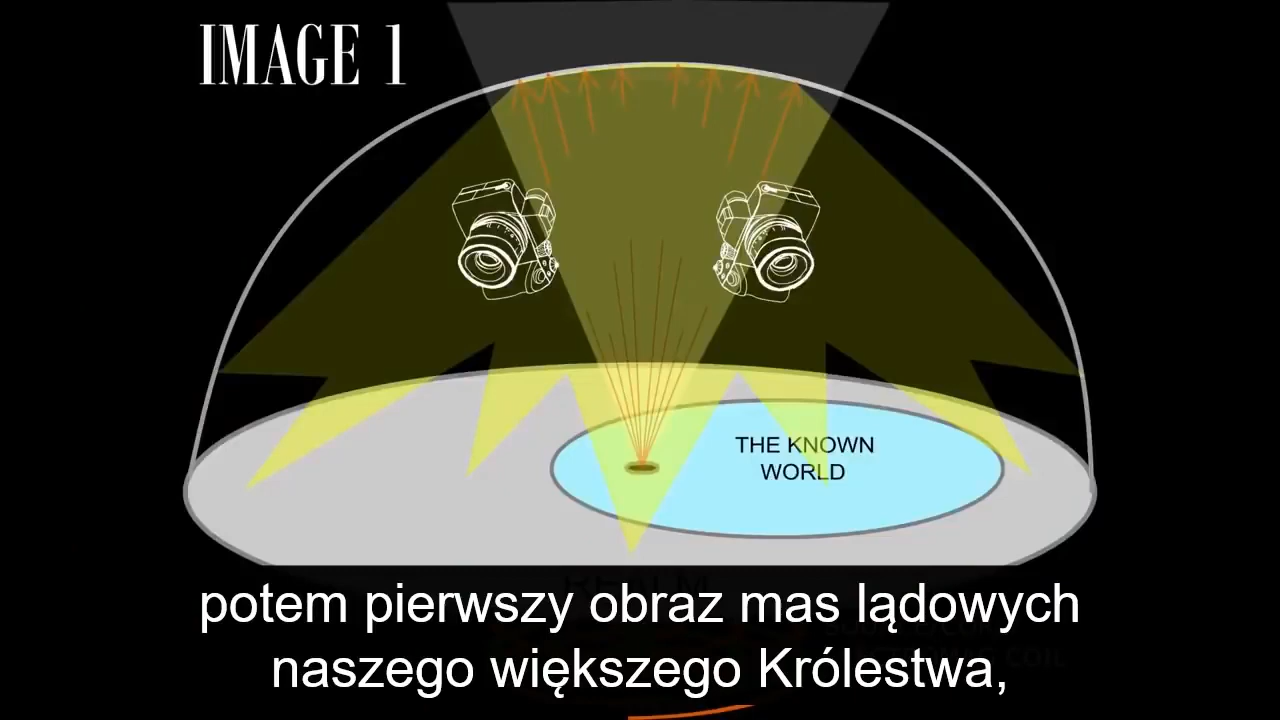 IMAGE 1
THE KNOWN
WORLD
potem pierwszy obraz mas lądowych
naszego większego Królestwa,